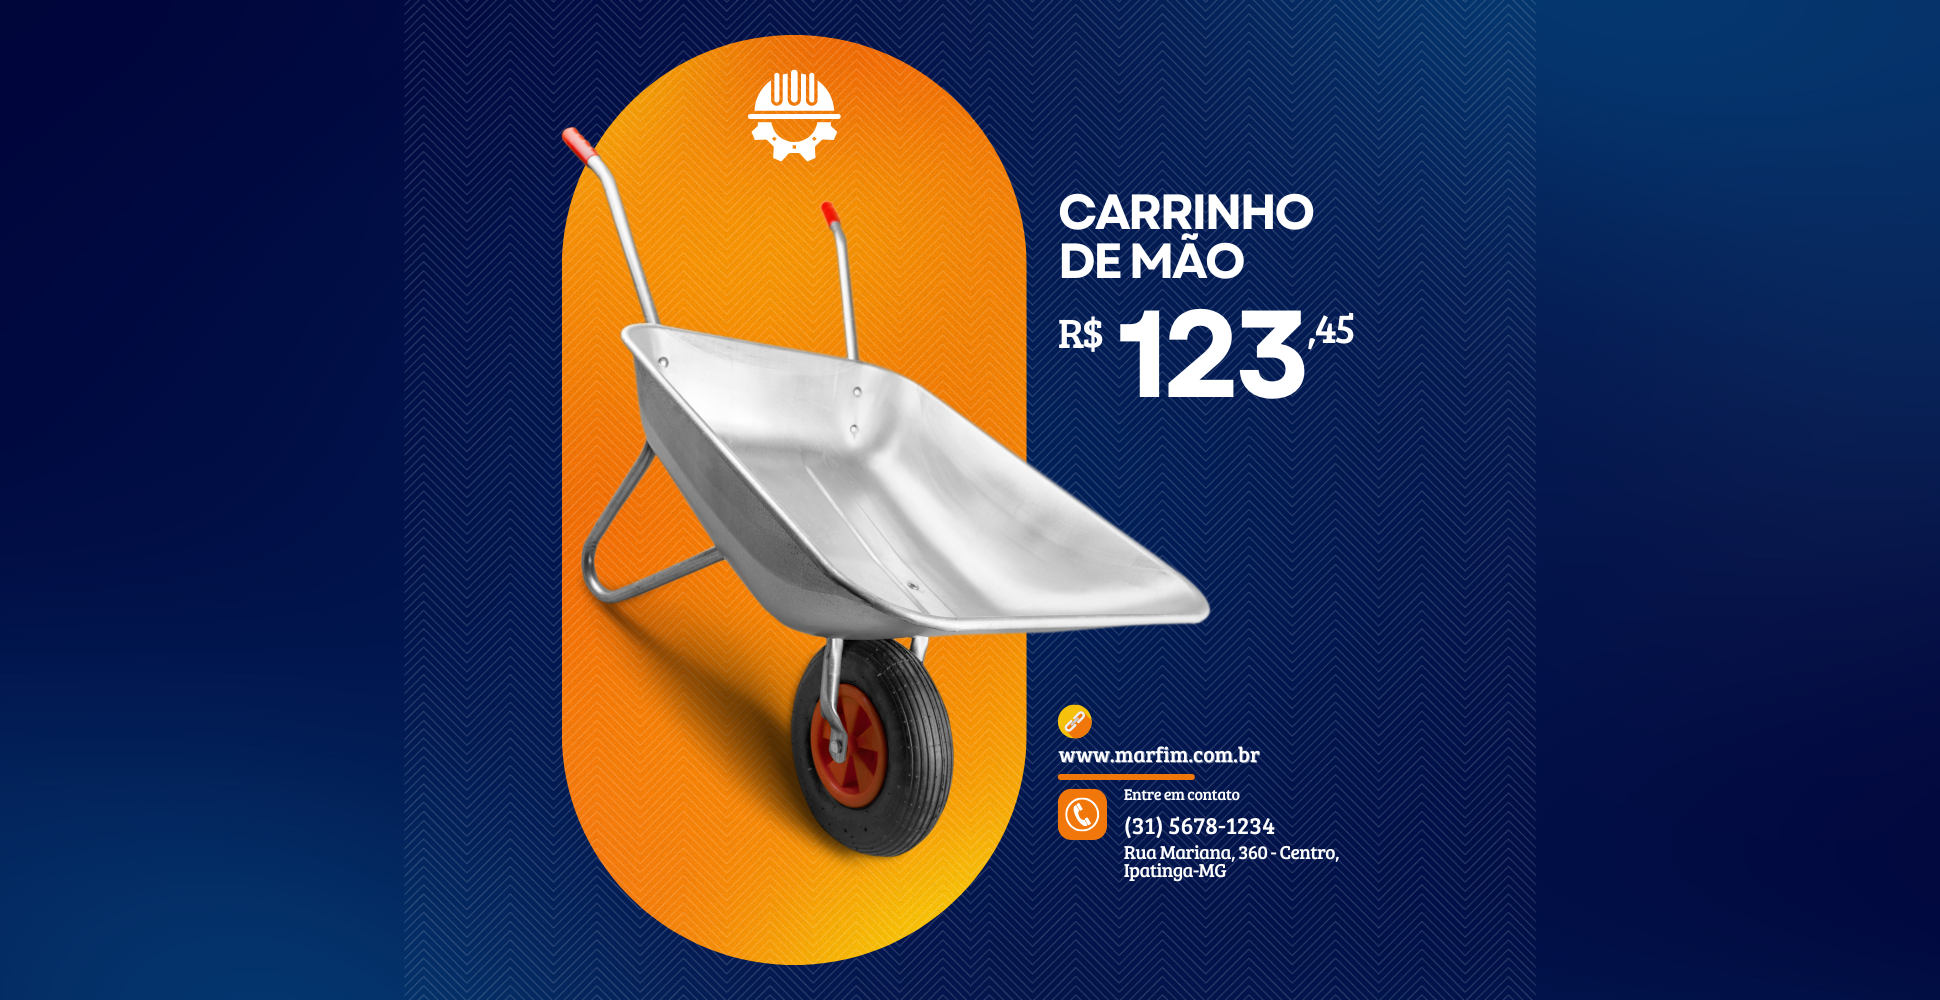 CARRINHO
DE MÃO
R$ 123,45
www.marfim.com.br
Entre em contato
(31) 5678-1234
Rua Mariana, 360 - Centro,
Ipatinga-MG